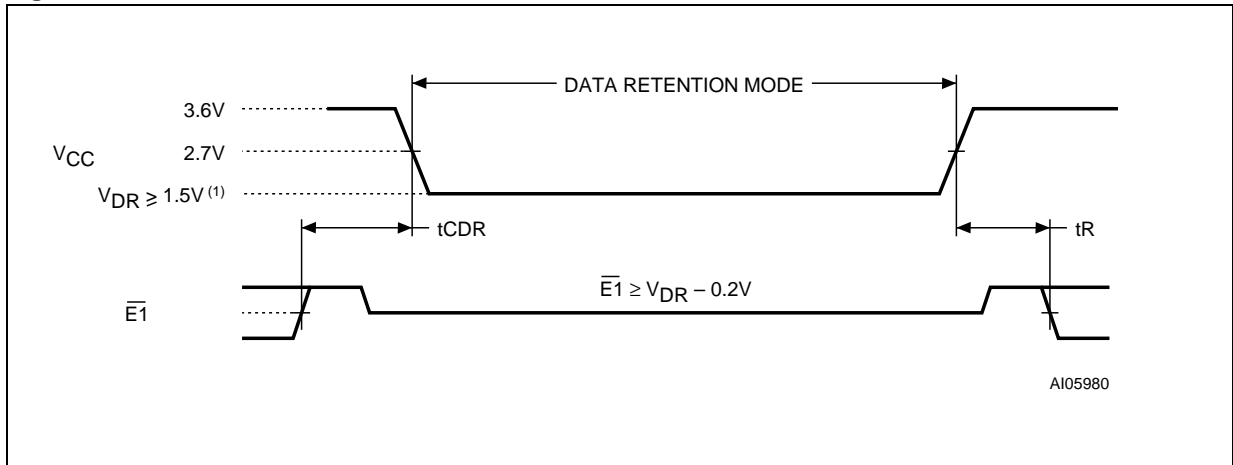 DATA RETENTION MODE
3.6V
VCC 2.7V
VDR ≥ 1.5V (1)
tCDR tR
E1 ≥ VDR – 0.2V
E1
AI05980